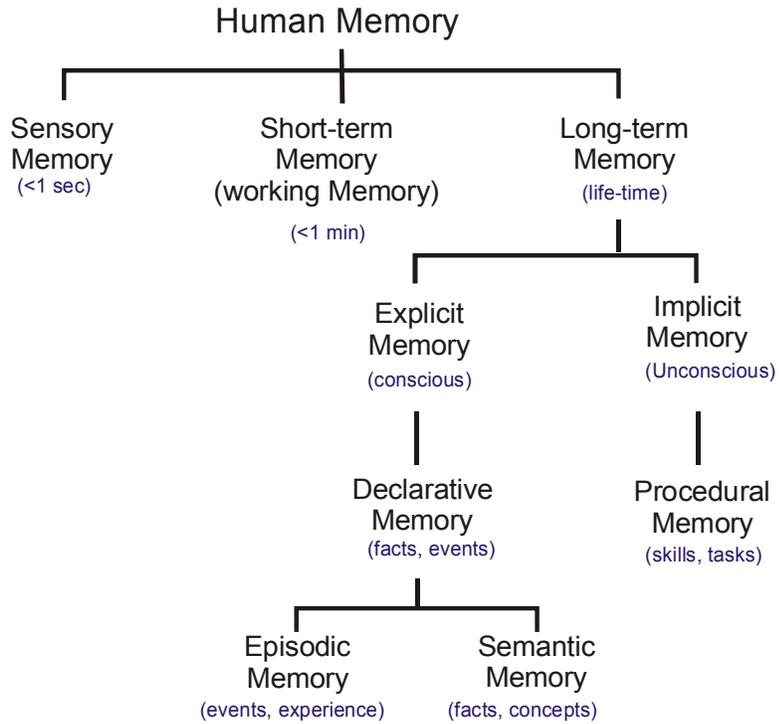 Human Memory
Sensory
Memory
(<1 sec)
Short-term
Memory
(working Memory)
(<1 min)
Long-term
Memory
(life-time)
Explicit
Memory
(conscious)
Implicit
Memory
(Unconscious)
Declarative
Memory
(facts, events)
Procedural
Memory
(skills, tasks)
Episodic
Memory
(events, experience)
Semantic
Memory
(facts, concepts)